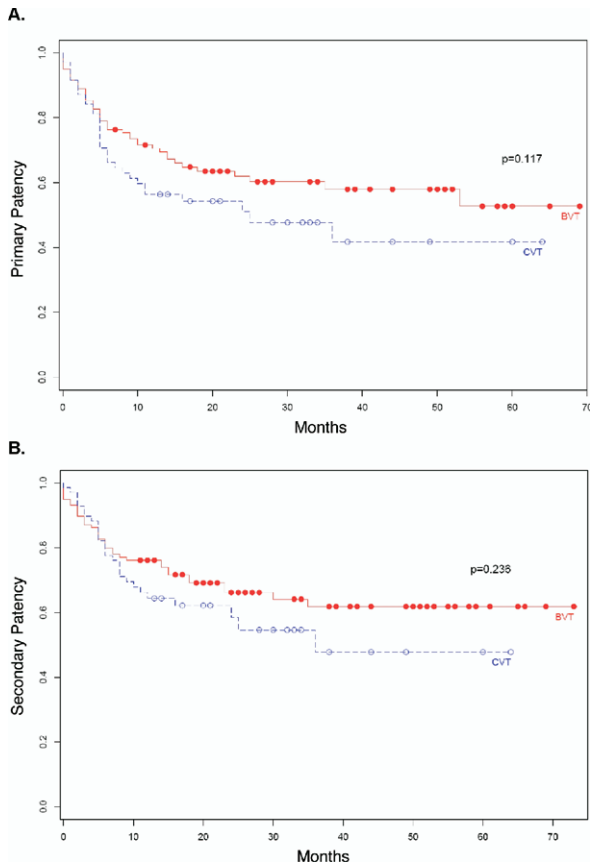 A.
Primary Patency
1.0
0.8
0.6
0.4
0.2
0.0
p=0.117
BVT
CVT
0 10 20 30 40 50 60 70
Months
B.
Secondary Patency
1.0
0.8
0.6
0.4
0.2
0.0
p=0.236
BVT
CVT
0 10 20 30 40 50 60 70
Months